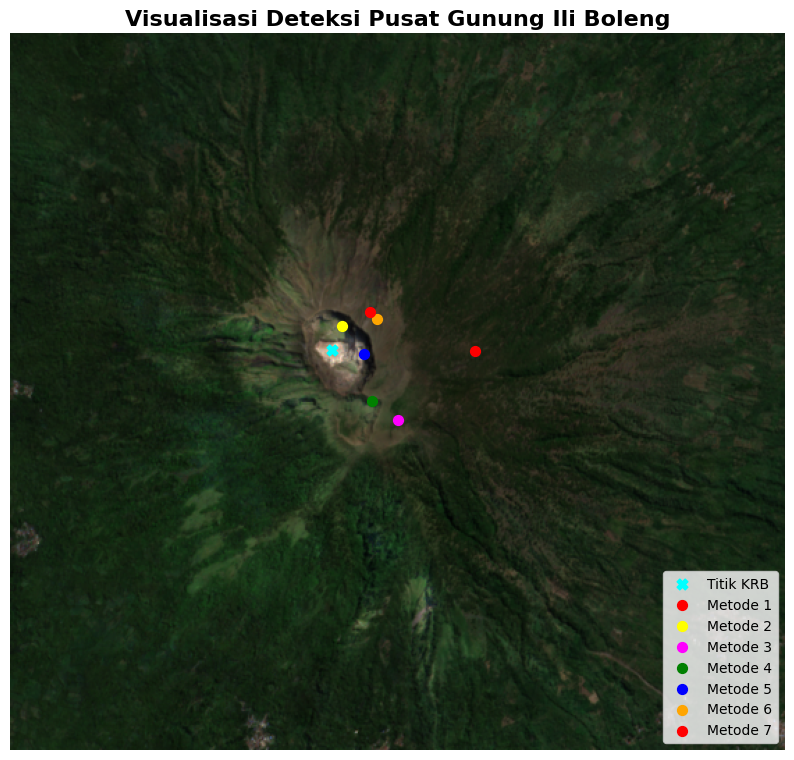 Visualisasi Deteksi Pusat Gunung Ili Boleng
Titik KRB
Metode 1
Metode 2
Metode 3
Metode 4
Metode 5
Metode 6
Metode 7